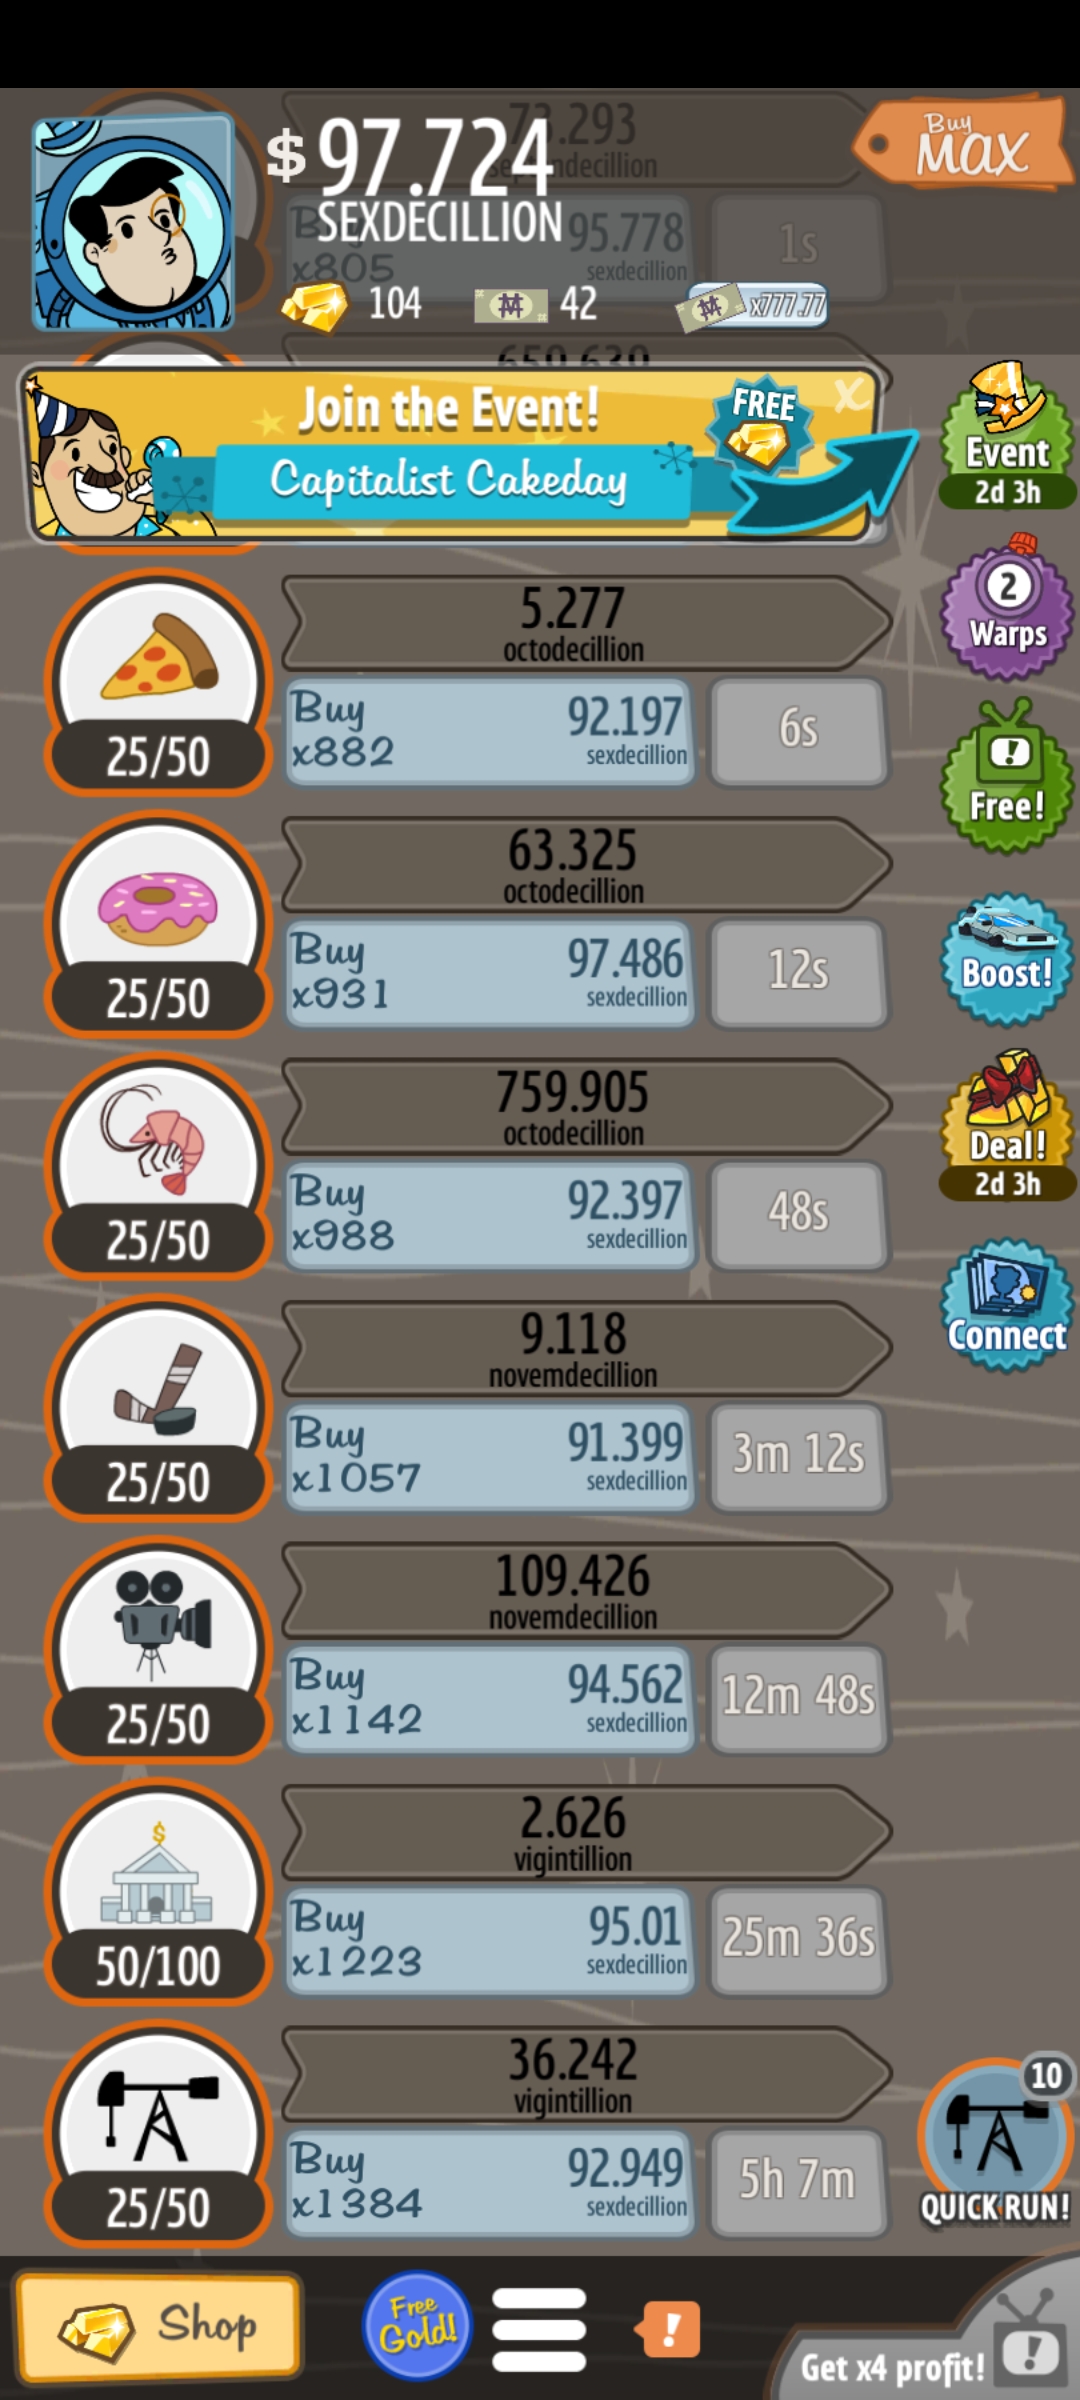 73.293
septendecillion
$ 97.724
SEXDECILLION
Buy
MAX
Buy
x805
95.778
sexdecillion
1s
104
42
x777.77
659.639
Join the Event!
Capitalist Cakeday
FREE
x
Event
2d 3h
5.277
octodecillion
Buy
x882
92.197
sexdecillion
6s
25/50
2
Warps
Free!
63.325
octodecillion
Buy
x931
97.486
sexdecillion
12s
25/50
Boost!
759.905
octodecillion
Buy
x988
92.397
sexdecillion
48s
25/50
Deal!
2d 3h
9.118
novemdecillion
Buy
x1057
91.399
sexdecillion
3m 12s
25/50
Connect
109.426
novemdecillion
Buy
x1142
94.562
sexdecillion
12m 48s
25/50
2.626
vigintillion
Buy
x1223
95.01
sexdecillion
25m 36s
$
50/100
36.242
vigintillion
Buy
x1384
92.949
sexdecillion
5h 7m
25/50
10
QUICK RUN!
Shop
Free
Gold!
!
Get x4 profit!
!